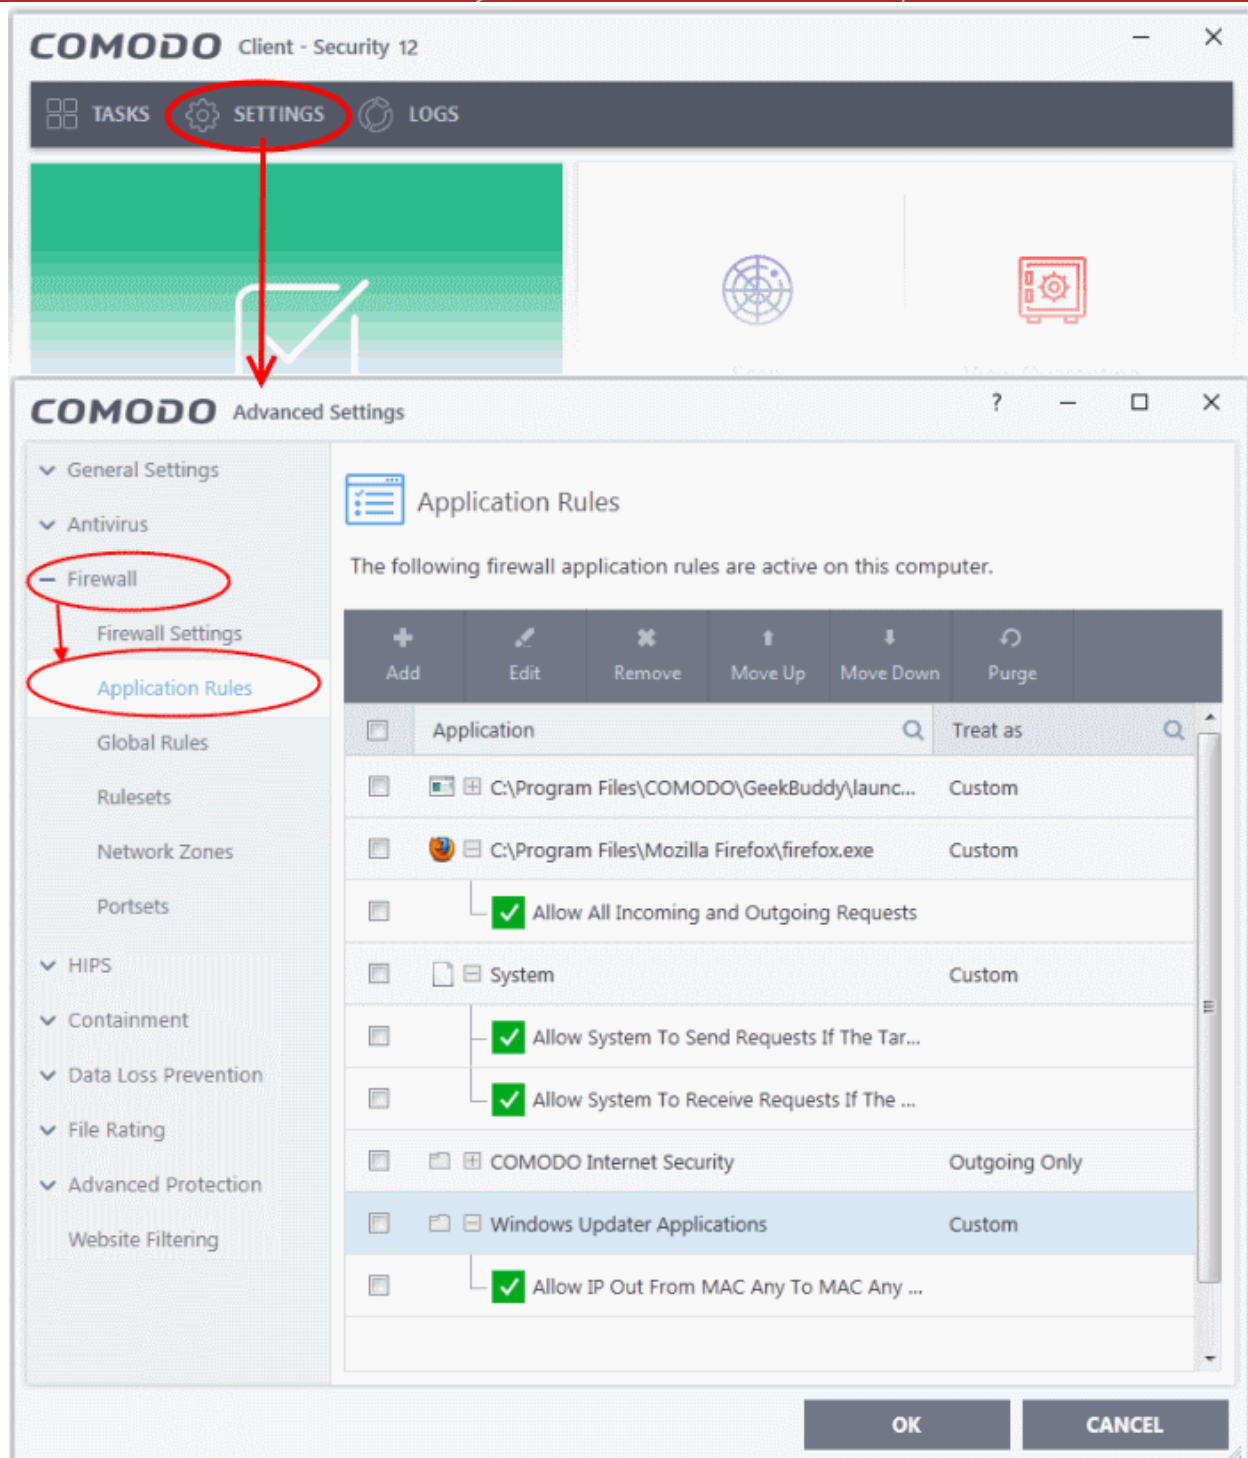 COMODO Client - Security 12
TASKS SETTINGS LOGS
Scan View Quarantine
COMODO Advanced Settings ?
General Settings
Antivirus
Firewall
Firewall Settings
Application Rules
Global Rules
Rulesets
Network Zones
Portsets
HIPS
Containment
Data Loss Prevention
File Rating
Advanced Protection
Website Filtering
Application Rules
The following firewall application rules are active on this computer.
Add Edit Remove Move Up Move Down Purge
Application Treat as
C:\Program Files\COMODO\GeekBuddy\launc... Custom
C:\Program Files\Mozilla Firefox\firefox.exe Custom
Allow All Incoming and Outgoing Requests
System Custom
Allow System To Send Requests If The Tar...
Allow System To Receive Requests If The ...
COMODO Internet Security Outgoing Only
Windows Updater Applications Custom
Allow IP Out From MAC Any To MAC Any ...
OK CANCEL